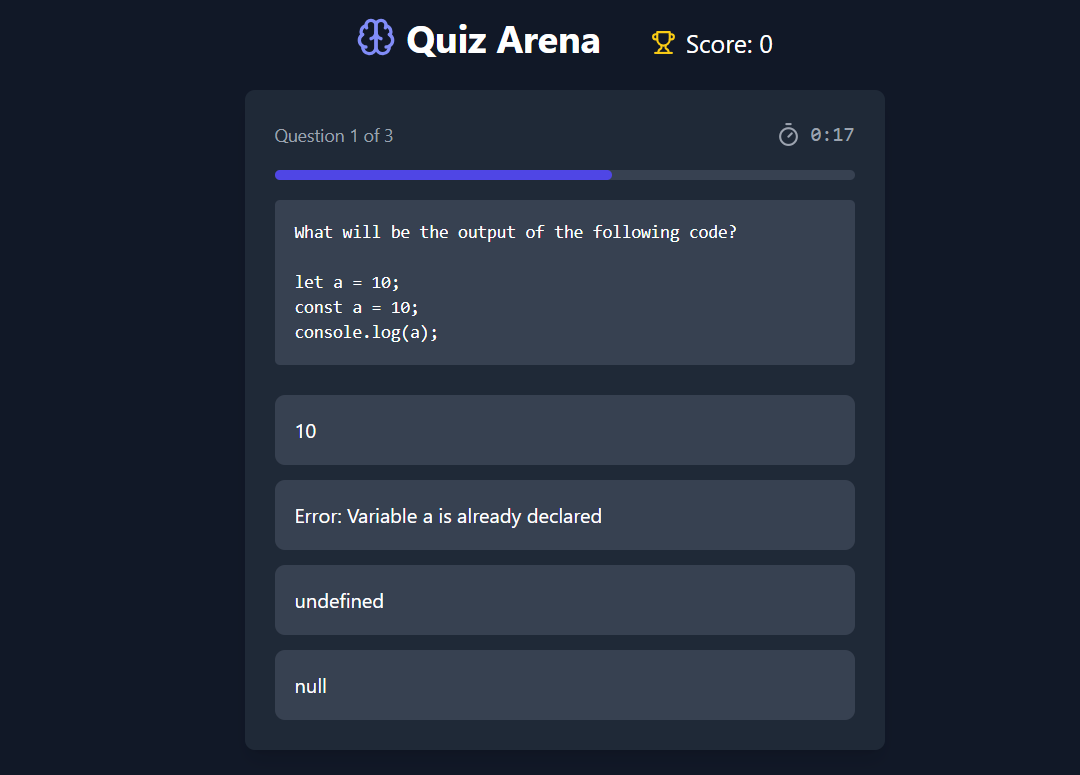 Quiz Arena
Score: 0
Question 1 of 3
0:17
What will be the output of the following code?
let a = 10;
const a = 10;
console.log(a);
10
Error: Variable a is already declared
undefined
null